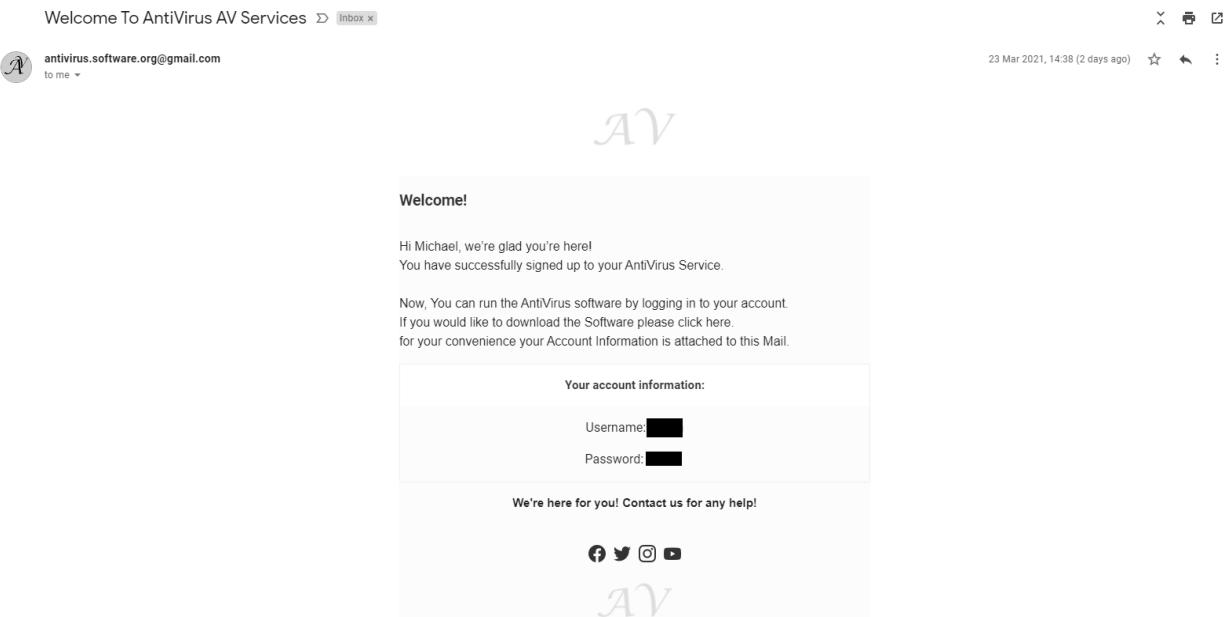 Welcome To AntiVirus AV Services Inbox x
antivirus.software.org@gmail.com 23 Mar 2021, 14:38 (2 days ago)
to me
AV
AV
Welcome!
Hi Michael, we're glad you're here!
You have successfully signed up to your AntiVirus Service.
Now, You can run the AntiVirus software by logging in to your account.
If you would like to download the Software please click here.
for your convenience your Account Information is attached to this Mail.
Your account information:
Username:
Password:
We're here for you! Contact us for any help!
AV